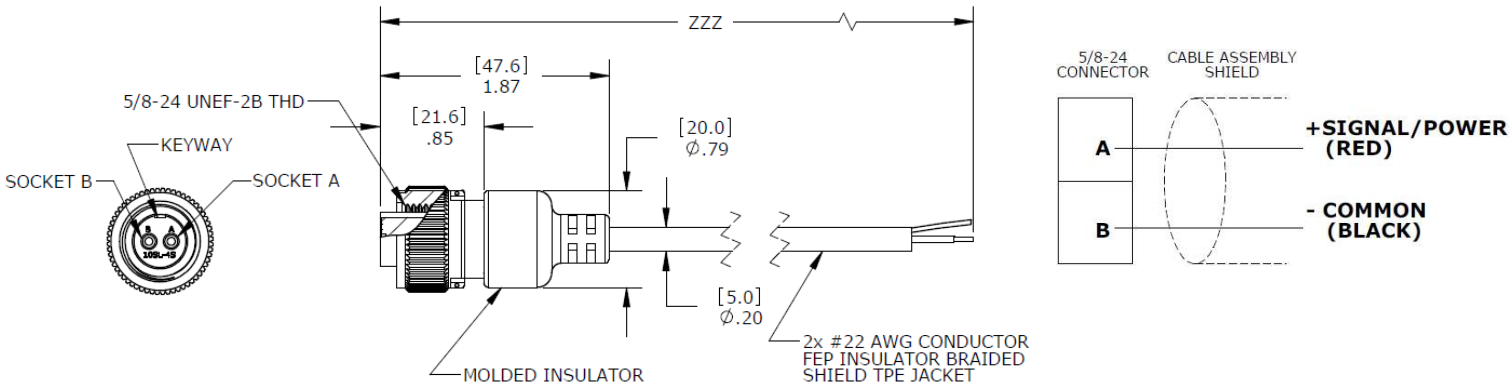 ZZZ
[47.6]
1.87
5/8-24 UNEF-2B THD
[21.6]
.85
KEYWAY
[20.0]
Ø.79
SOCKET B
SOCKET A
B A
10SL-4S
[5.0]
Ø.20
MOLDED INSULATOR
2x #22 AWG CONDUCTOR
FEP INSULATOR BRAIDED
SHIELD TPE JACKET
5/8-24
CONNECTOR
CABLE ASSEMBLY
SHIELD
A
+SIGNAL/POWER
(RED)
B
- COMMON
(BLACK)